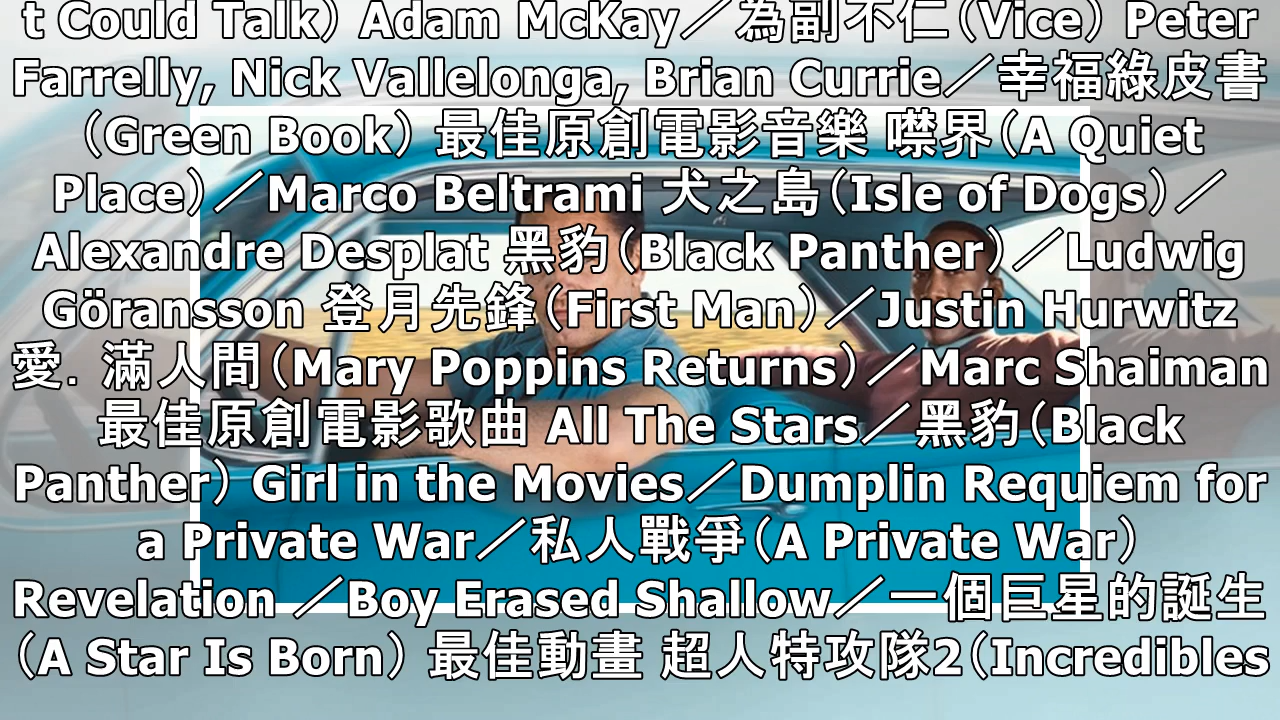 t Could Talk） Adam McKay／為副不仁（Vice） Peter
Farrelly, Nick Vallelonga, Brian Currie／幸福綠皮書
（Green Book） 最佳原創電影音樂 噤界（A Quiet
Place）／Marco Beltrami 犬之島（Isle of Dogs）／
Alexandre Desplat 黑豹（Black Panther）／Ludwig
Göransson 登月先鋒（First Man）／Justin Hurwitz
愛．滿人間（Mary Poppins Returns）／Marc Shaiman
最佳原創電影歌曲 All The Stars／黑豹（Black
Panther） Girl in the Movies／Dumplin Requiem for
a Private War／私人戰爭（A Private War）
Revelation ／Boy Erased Shallow／一個巨星的誕生
（A Star Is Born） 最佳動畫 超人特攻隊2（Incredibles